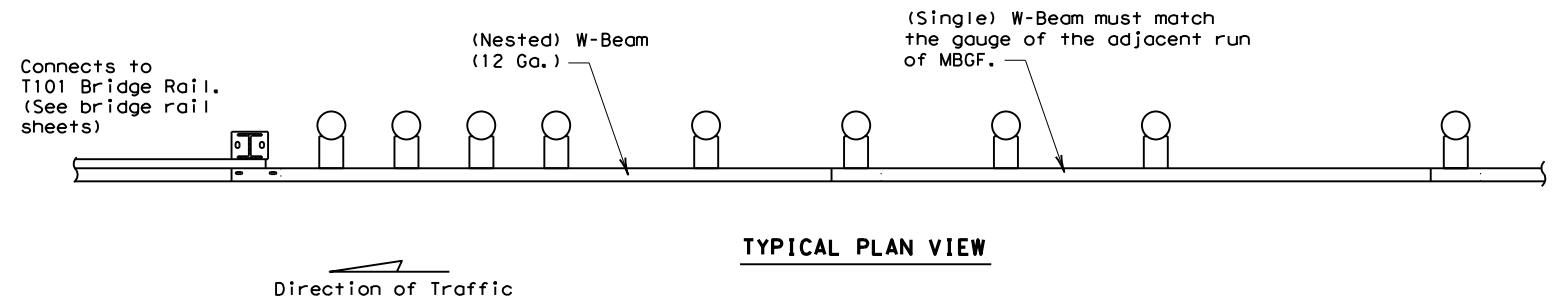 Connects to
T101 Bridge Rail.
(See bridge rail
sheets)
(Nested) W-Beam
(12 Ga.)
(Single) W-Beam must match
the gauge of the adjacent run
of MBGF.
TYPICAL PLAN VIEW
Direction of Traffic